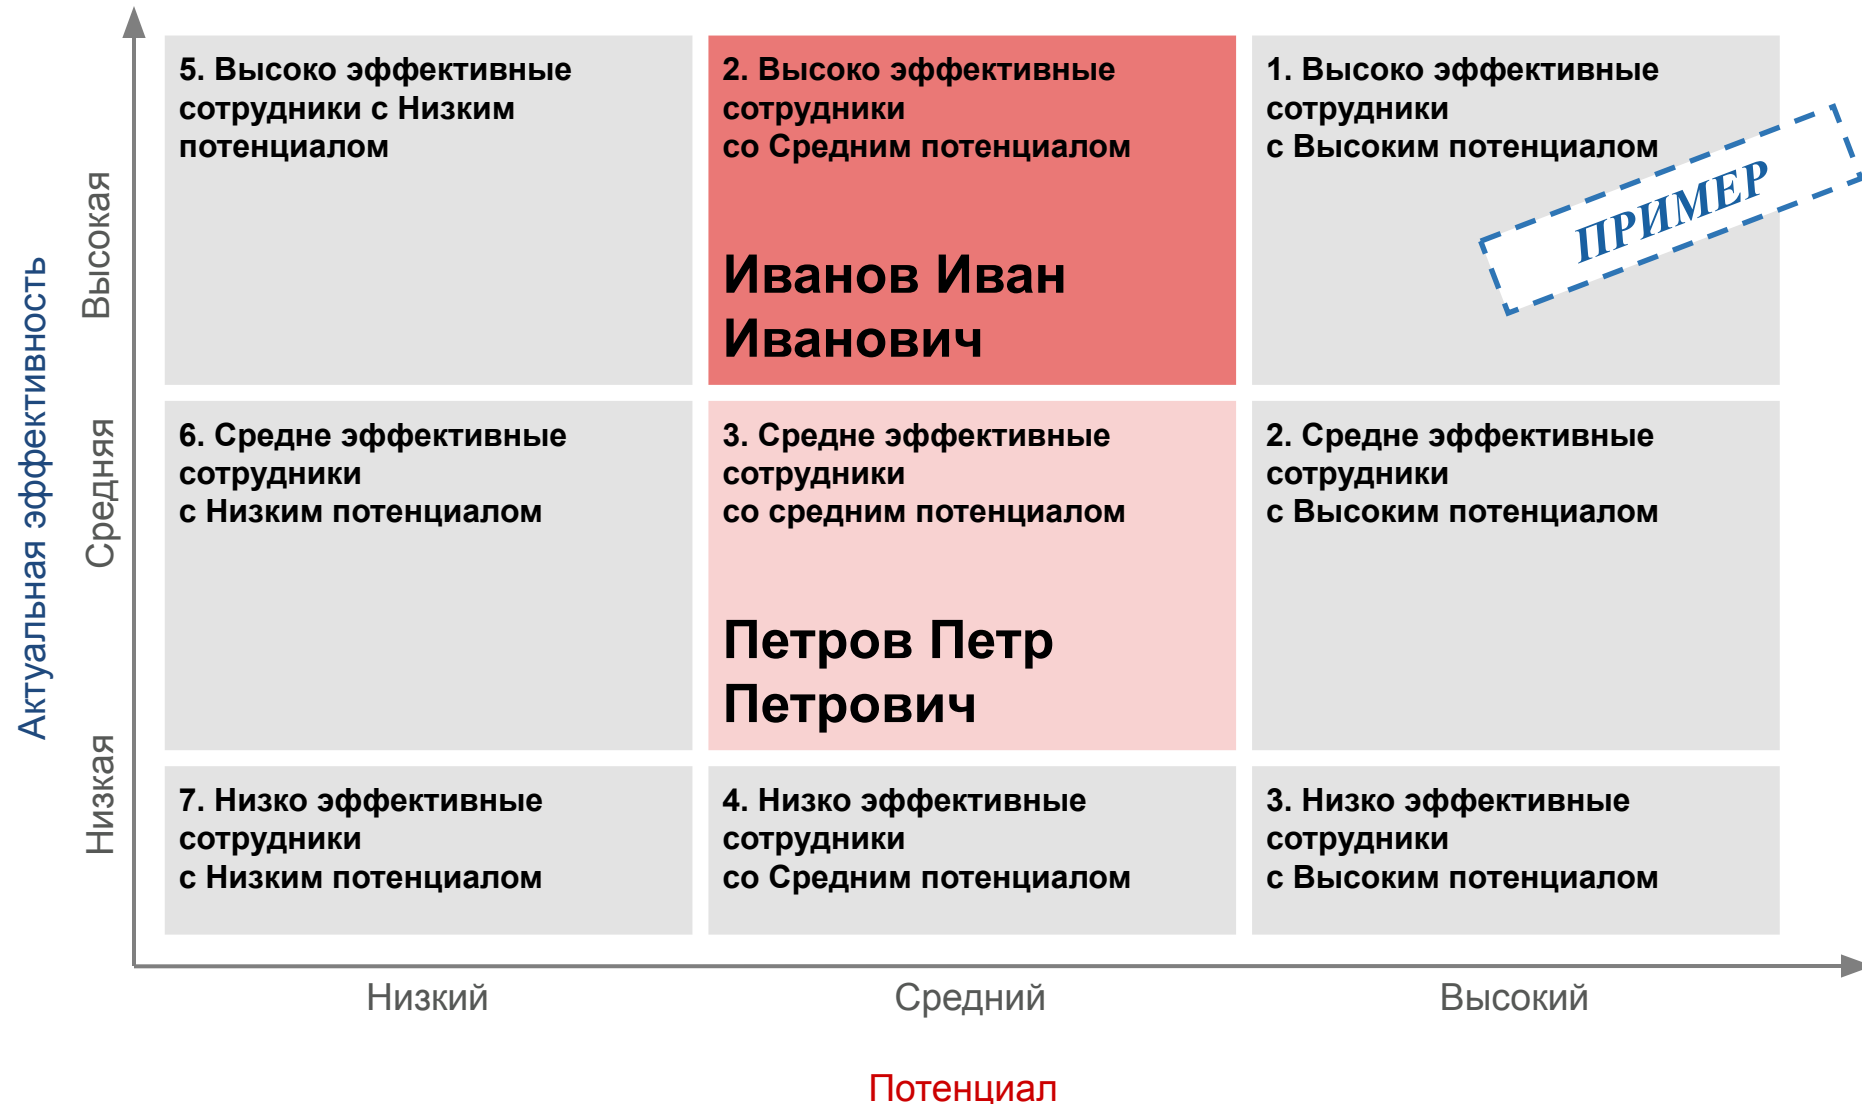 5. Высоко эффективные
сотрудники с Низким
потенциалом
2. Высоко эффективные
сотрудники
со Средним потенциалом
Иванов Иван
Иванович
1. Высоко эффективные
сотрудники
с Высоким потенциалом
ПРИМЕР
6. Средне эффективные
сотрудники
с Низким потенциалом
3. Средне эффективные
сотрудники
со средним потенциалом
Петров Петр
Петрович
2. Средне эффективные
сотрудники
с Высоким потенциалом
7. Низко эффективные
сотрудники
с Низким потенциалом
4. Низко эффективные
сотрудники
со Средним потенциалом
3. Низко эффективные
сотрудники
с Высоким потенциалом
Актуальная эффективность
Высокая
Средняя
Низкая
Низкий
Средний
Высокий
Потенциал